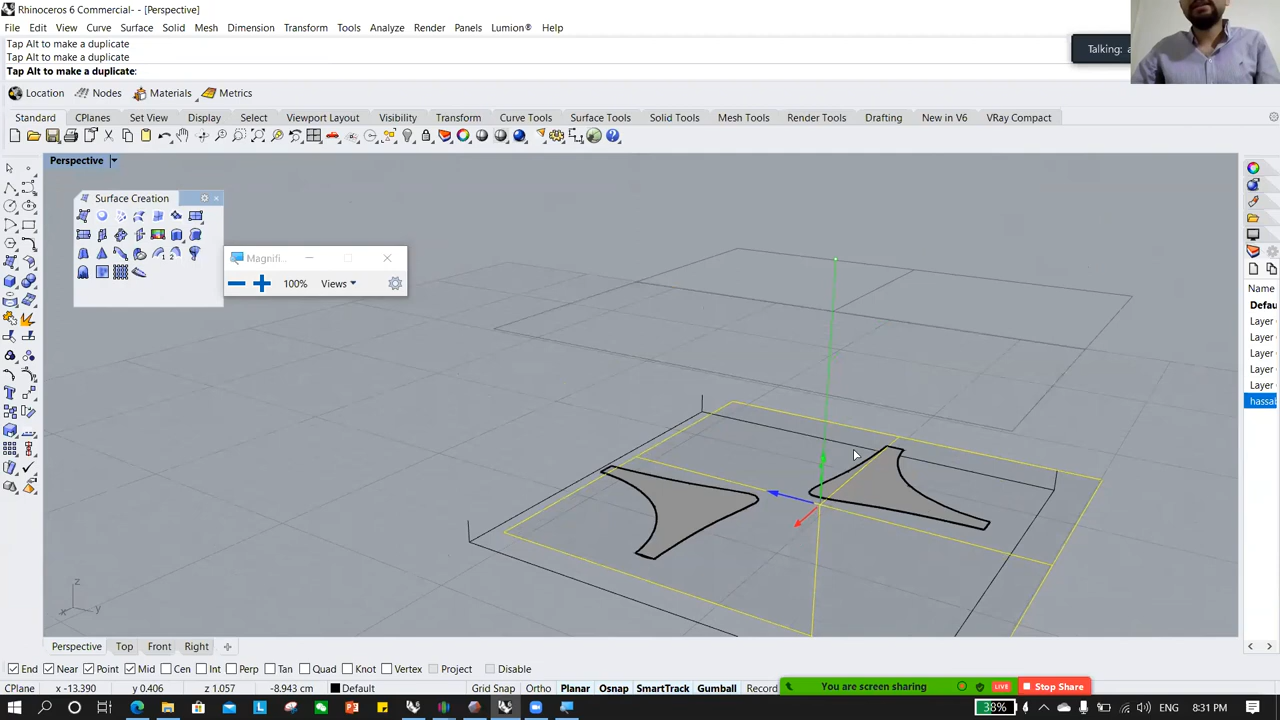 Rhinoceros 6 Commercial- - [Perspective]
File Edit View Curve Surface Solid Mesh Dimension Transform Tools Analyze Render Panels Lumion® Help
Tap Alt to make a duplicate
Tap Alt to make a duplicate
Tap Alt to make a duplicate:
Talking:
Location Nodes Materials Metrics
Standard CPlanes Set View Display Select Viewport Layout Visibility Transform Curve Tools Surface Tools Solid Tools Mesh Tools Render Tools Drafting New in V6 VRay Compact
Perspective
Surface Creation
Magnifi...
100% Views
Name
Defau
Layer
Layer
Layer
Layer
Layer
hassa
z
x y
Perspective Top Front Right
End Near Point Mid Cen Int Perp Tan Quad Knot Vertex Project Disable
CPlane x -13.390 y 0.406 z 1.057 -8.943 cm Default Grid Snap Ortho Planar Osnap SmartTrack Gumball Record
You are screen sharing LIVE Stop Share
38% ENG 8:31 PM